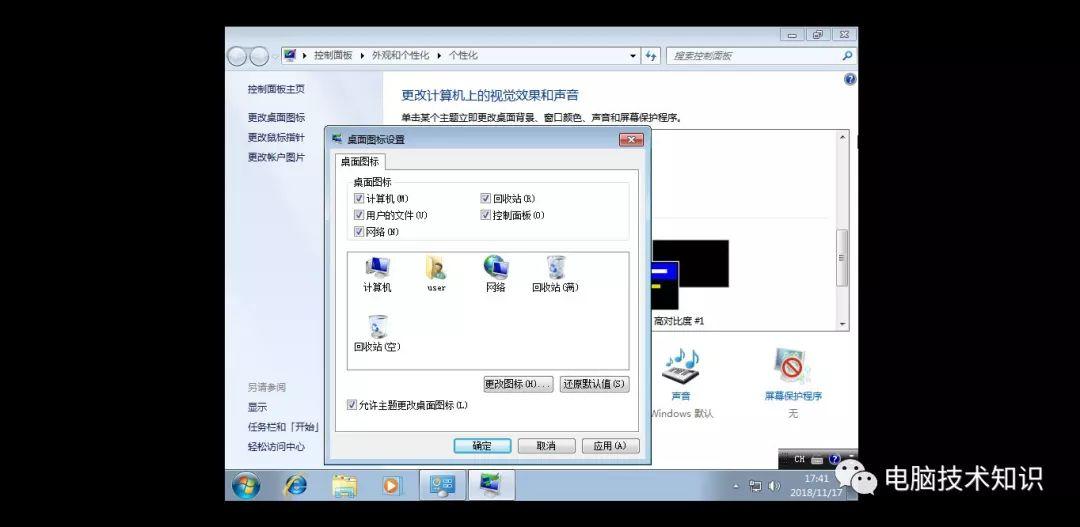 控制面板 外观和个性化 个性化
搜索控制面板
控制面板主页
更改桌面图标
更改鼠标指针
更改帐户图片
更改计算机上的视觉效果和声音
单击某个主题立即更改桌面背景、窗口颜色、声音和屏幕保护程序。
桌面图标设置
桌面图标
桌面图标
计算机(M) 回收站(R)
用户的文件(U) 控制面板(O)
网络(N)
计算机 user 网络 回收站(满)
回收站(空)
更改图标(H)... 还原默认值(S)
允许主题更改桌面图标(L)
确定 取消 应用(A)
高对比度 #1
声音 屏幕保护程序
Windows 默认 无
另请参阅
显示
任务栏和「开始」
轻松访问中心
CH
17:41
2018/11/17
电脑技术知识